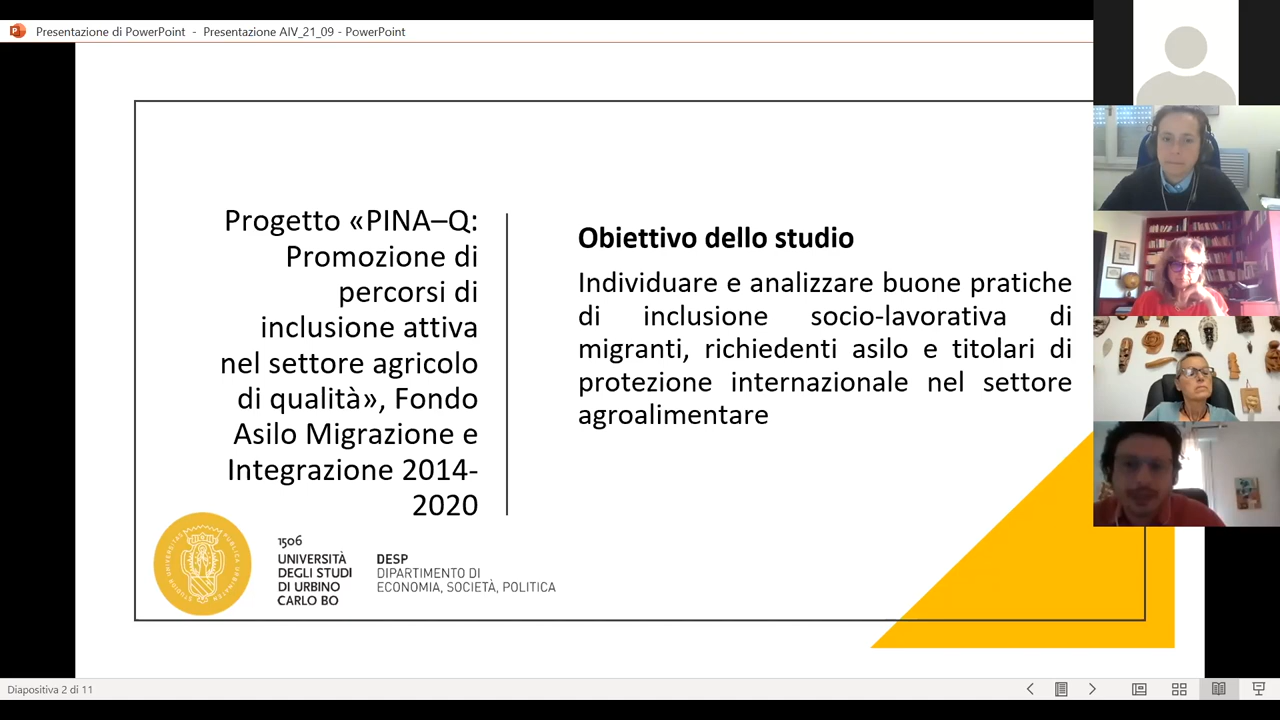 Presentazione di PowerPoint - Presentazione AIV_21_09 - PowerPoint
Progetto «PINA–Q:
Promozione di
percorsi di
inclusione attiva
nel settore agricolo
di qualità», Fondo
Asilo Migrazione e
Integrazione 2014-
2020
Obiettivo dello studio
Individuare e analizzare buone pratiche
di inclusione socio-lavorativa di
migranti, richiedenti asilo e titolari di
protezione internazionale nel settore
agroalimentare
1506
UNIVERSITÀ
DEGLI STUDI
DI URBINO
CARLO BO
DESP
DIPARTIMENTO DI
ECONOMIA, SOCIETÀ, POLITICA
Diapositiva 2 di 11